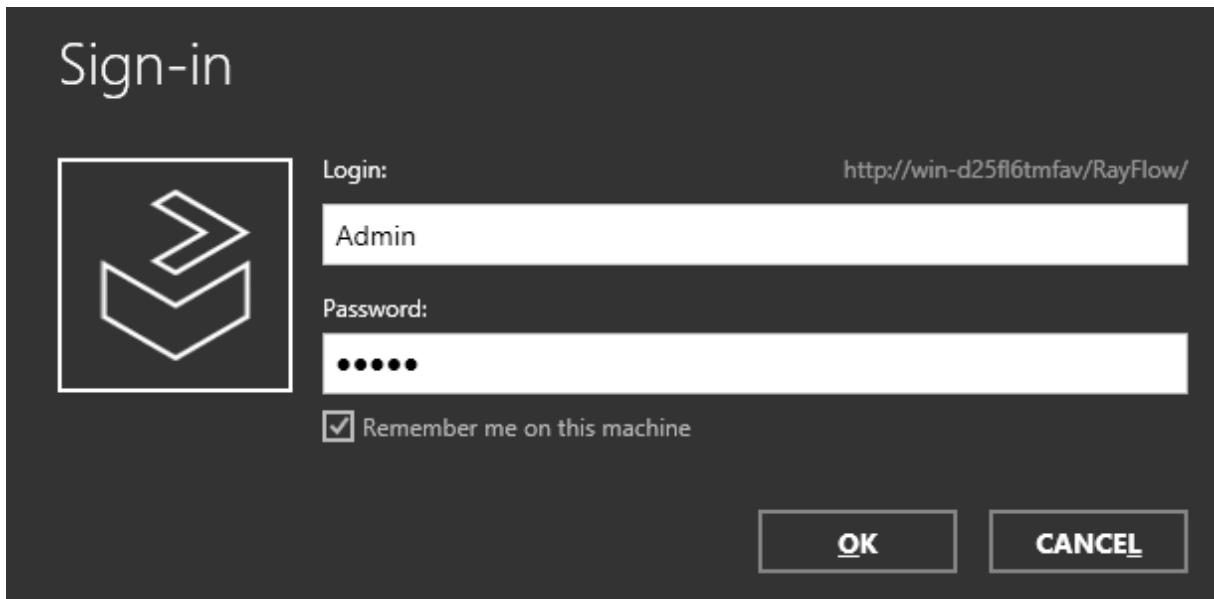 Sign-in
Login:
http://win-d25fl6tmfav/RayFlow/
Admin
Password:
•••••
Remember me on this machine
OK
CANCEL